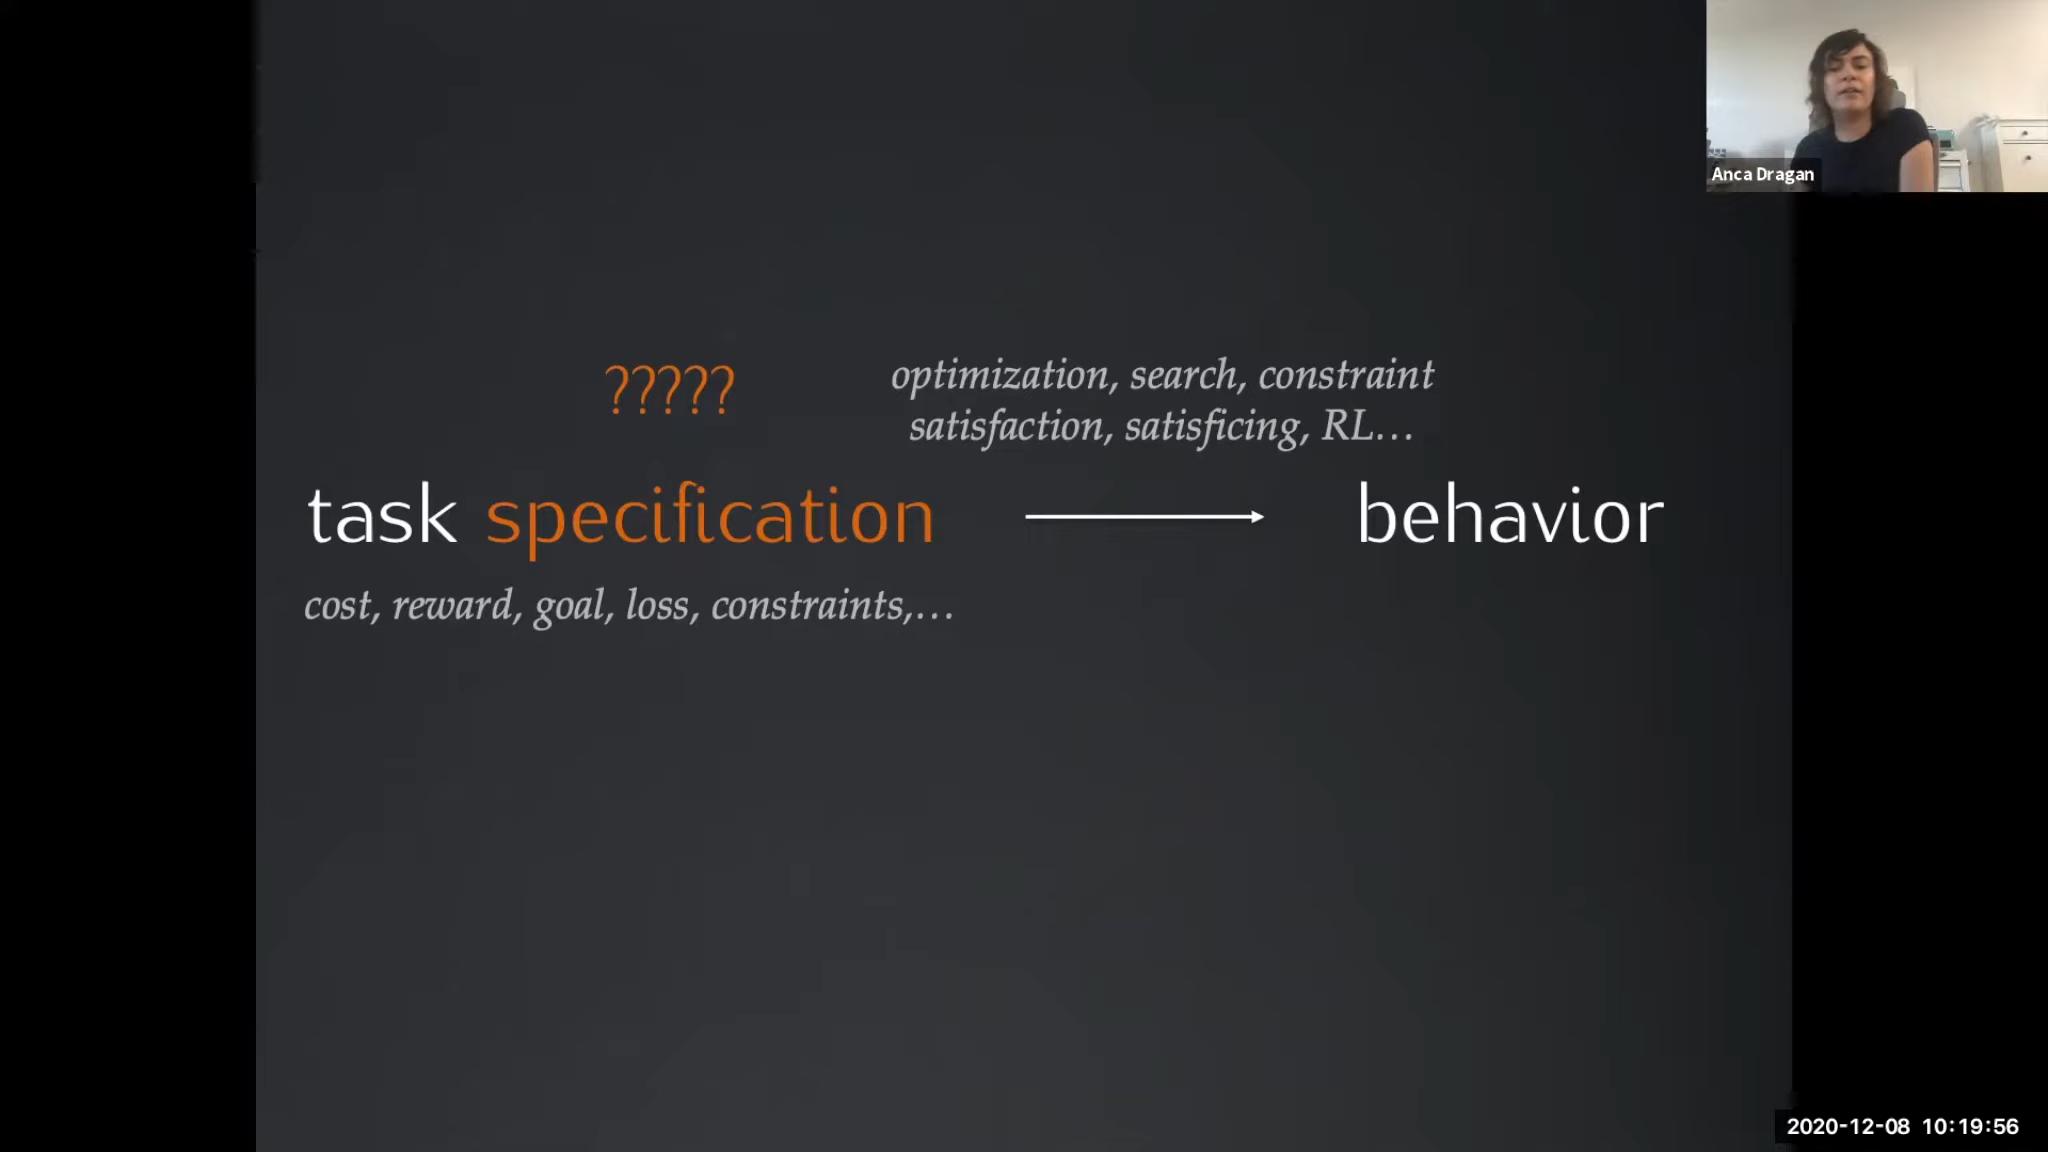 Anca Dragan
?????
optimization, search, constraint
satisfaction, satisficing, RL...
task specification
behavior
cost, reward, goal, loss, constraints,...
2020-12-08 10:19:56